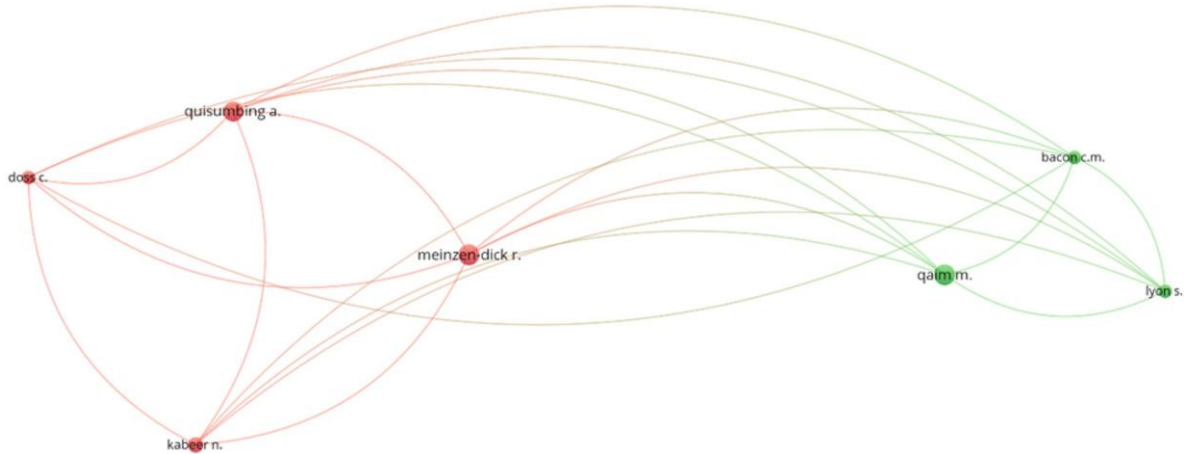 quisumbing a.
bacon c.m.
doss c.
meinzen-dick r.
qaim m.
lyon s.
kabeer n.